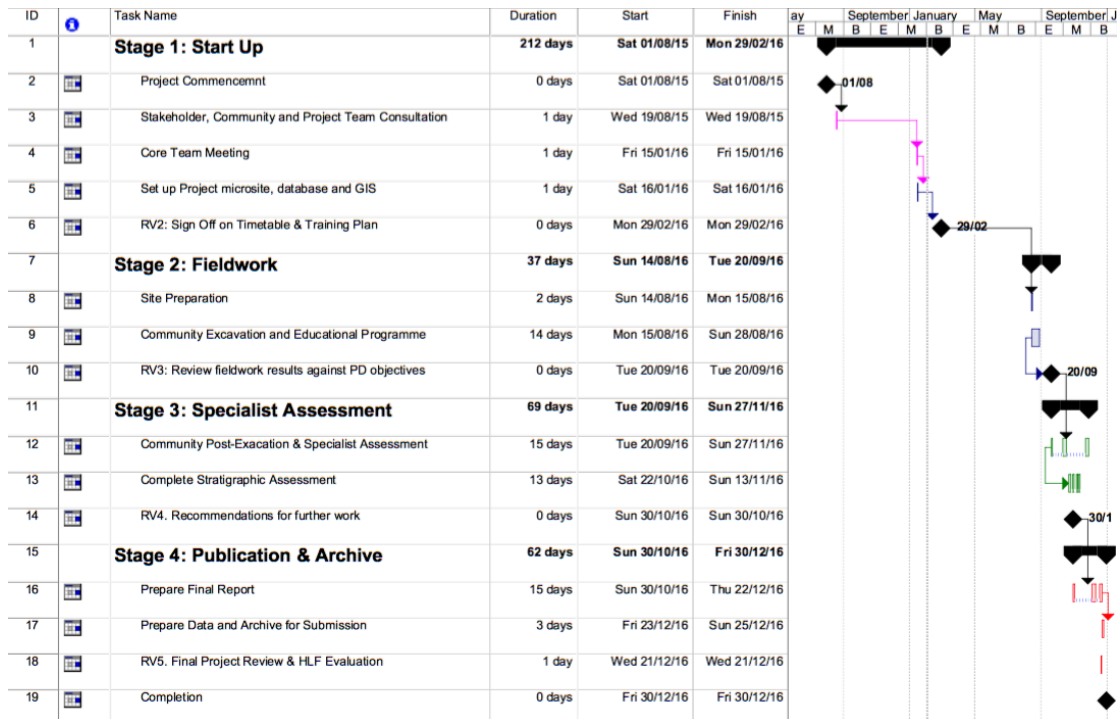 ID Task Name Duration Start Finish ay September January May September J
E M B E M B E M B E M B
1 Stage 1: Start Up 212 days Sat 01/08/15 Mon 29/02/16
2 Project Commencemnt 0 days Sat 01/08/15 Sat 01/08/15 01/08
3 Stakeholder, Community and Project Team Consultation 1 day Wed 19/08/15 Wed 19/08/15
4 Core Team Meeting 1 day Fri 15/01/16 Fri 15/01/16
5 Set up Project microsite, database and GIS 1 day Sat 16/01/16 Sat 16/01/16
6 RV2: Sign Off on Timetable & Training Plan 0 days Mon 29/02/16 Mon 29/02/16 29/02
7 Stage 2: Fieldwork 37 days Sun 14/08/16 Tue 20/09/16
8 Site Preparation 2 days Sun 14/08/16 Mon 15/08/16
9 Community Excavation and Educational Programme 14 days Mon 15/08/16 Sun 28/08/16
10 RV3: Review fieldwork results against PD objectives 0 days Tue 20/09/16 Tue 20/09/16 20/09
11 Stage 3: Specialist Assessment 69 days Tue 20/09/16 Sun 27/11/16
12 Community Post-Exacation & Specialist Assessment 15 days Tue 20/09/16 Sun 27/11/16
13 Complete Stratigraphic Assessment 13 days Sat 22/10/16 Sun 13/11/16
14 RV4. Recommendations for further work 0 days Sun 30/10/16 Sun 30/10/16 30/1
15 Stage 4: Publication & Archive 62 days Sun 30/10/16 Fri 30/12/16
16 Prepare Final Report 15 days Sun 30/10/16 Thu 22/12/16
17 Prepare Data and Archive for Submission 3 days Fri 23/12/16 Sun 25/12/16
18 RV5. Final Project Review & HLF Evaluation 1 day Wed 21/12/16 Wed 21/12/16
19 Completion 0 days Fri 30/12/16 Fri 30/12/16